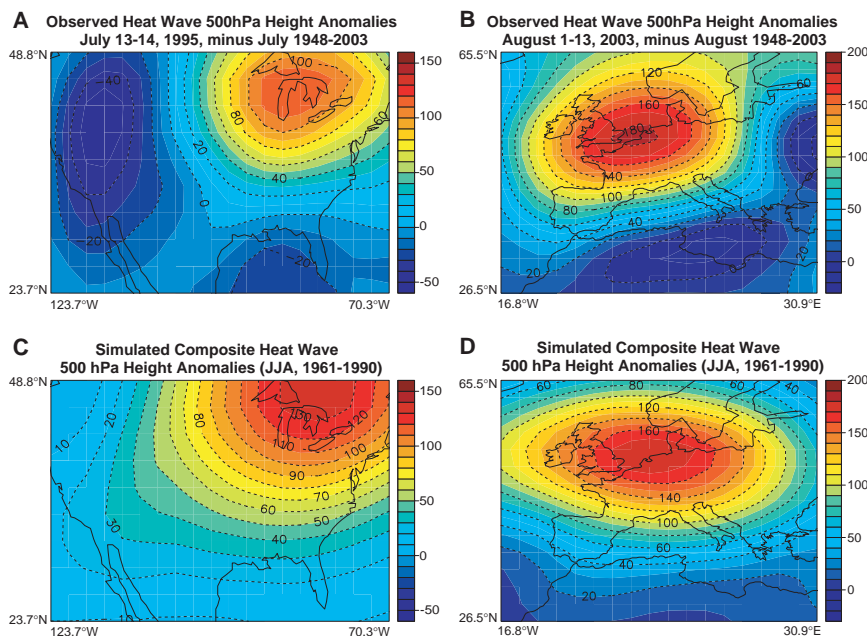 A
Observed Heat Wave 500hPa Height Anomalies
July 13-14, 1995, minus July 1948-2003
48.8°N
23.7°N
123.7°W
70.3°W
150
100
50
0
-50
-40
-20
20
0
80
100
60
40
-20
B
Observed Heat Wave 500hPa Height Anomalies
August 1-13, 2003, minus August 1948-2003
65.5°N
26.5°N
16.8°W
30.9°E
200
150
100
50
0
120
160
180
140
100
80
60
20
0
20
C
Simulated Composite Heat Wave
500 hPa Height Anomalies (JJA, 1961-1990)
48.8°N
23.7°N
123.7°W
70.3°W
150
100
50
0
-50
10
20
30
80
130
120
110
100
90
70
60
50
40
D
Simulated Composite Heat Wave
500 hPa Height Anomalies (JJA, 1961-1990)
65.5°N
26.5°N
16.8°W
30.9°E
200
150
100
50
0
60
80
40
60
120
160
140
100
60
40
20